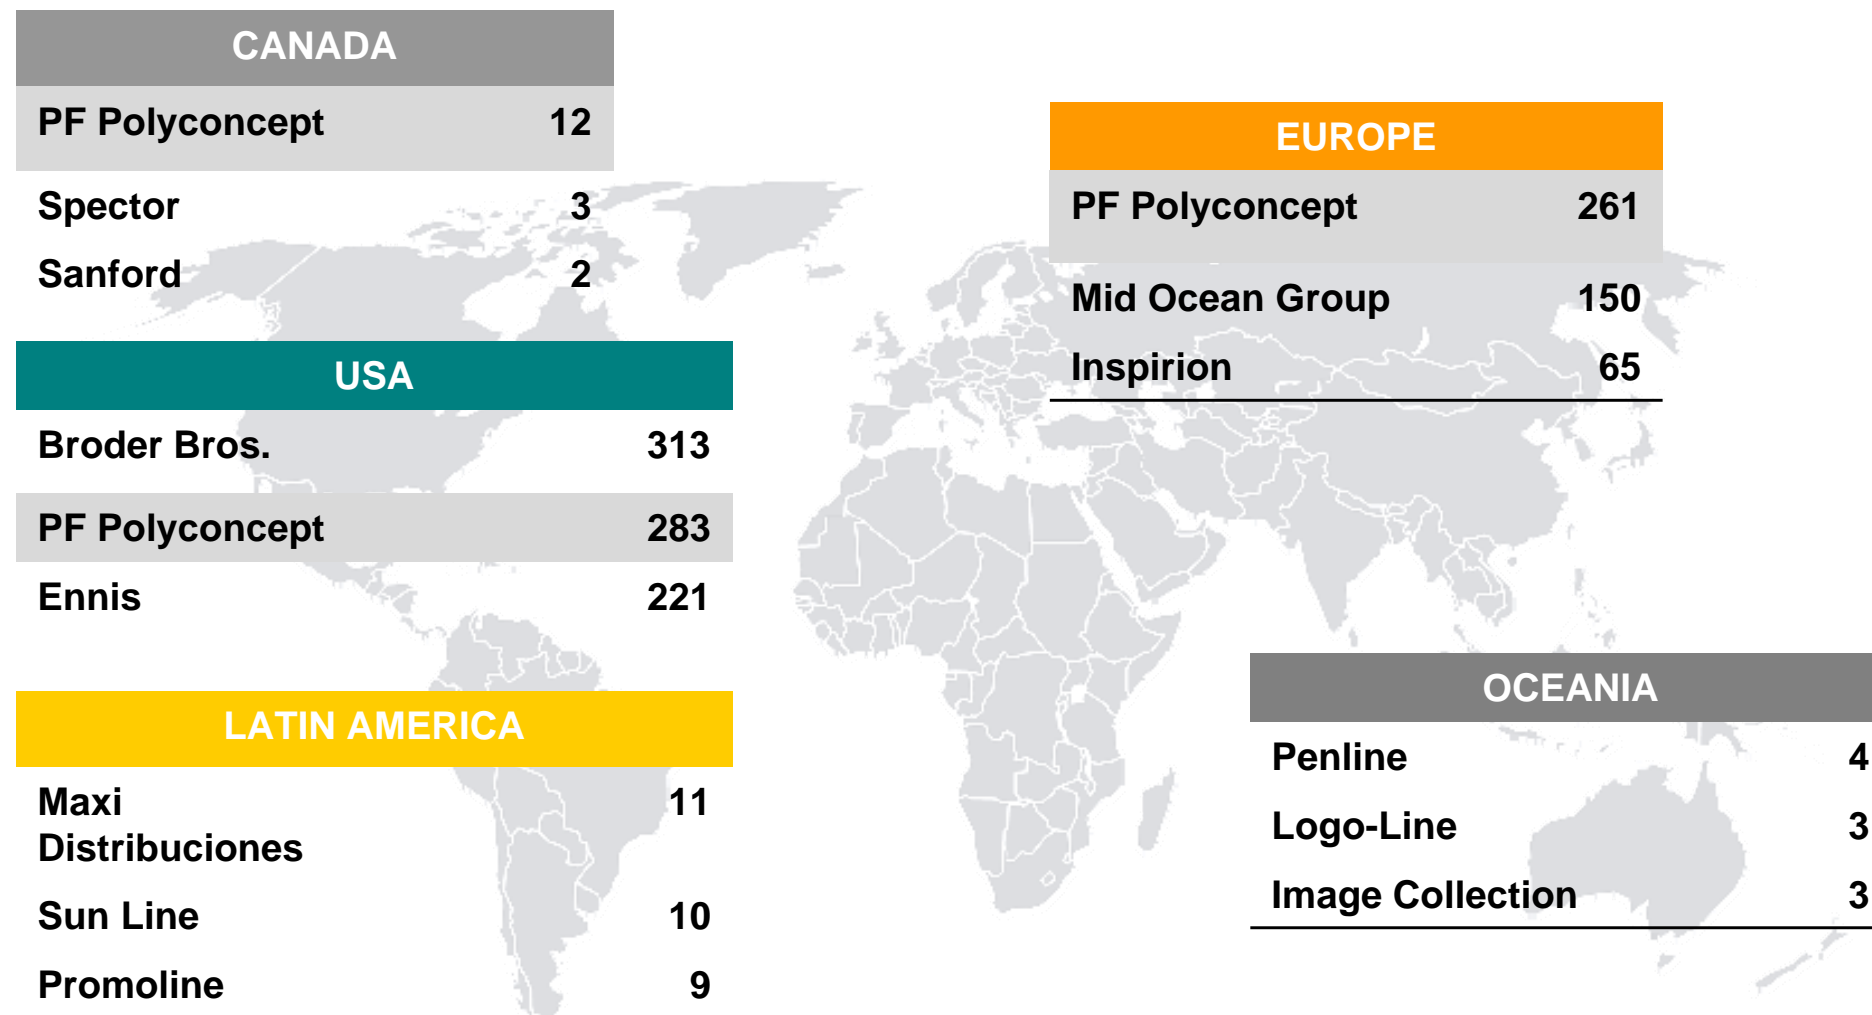 CANADA
PF Polyconcept 12
Spector 3
Sanford 2
USA
Broder Bros. 313
PF Polyconcept 283
Ennis 221
LATIN AMERICA
Maxi 11
Distribuciones
Sun Line 10
Promoline 9
EUROPE
PF Polyconcept 261
Mid Ocean Group 150
Inspirion 65
OCEANIA
Penline 4
Logo-Line 3
Image Collection 3